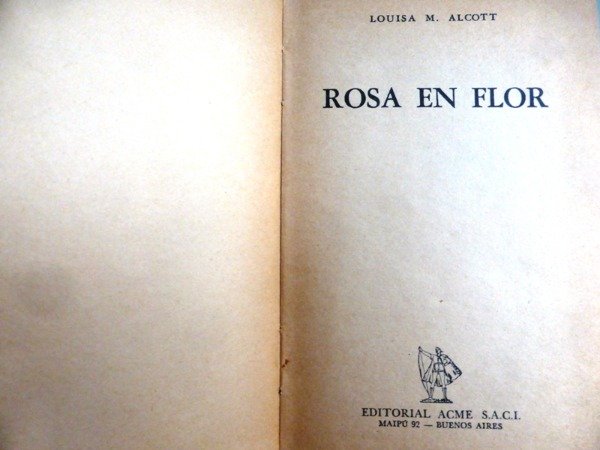 LOUISA M. ALCOTT
ROSA EN FLOR
EDITORIAL ACME S.A.C.I.
MAIPÚ 92 — BUENOS AIRES